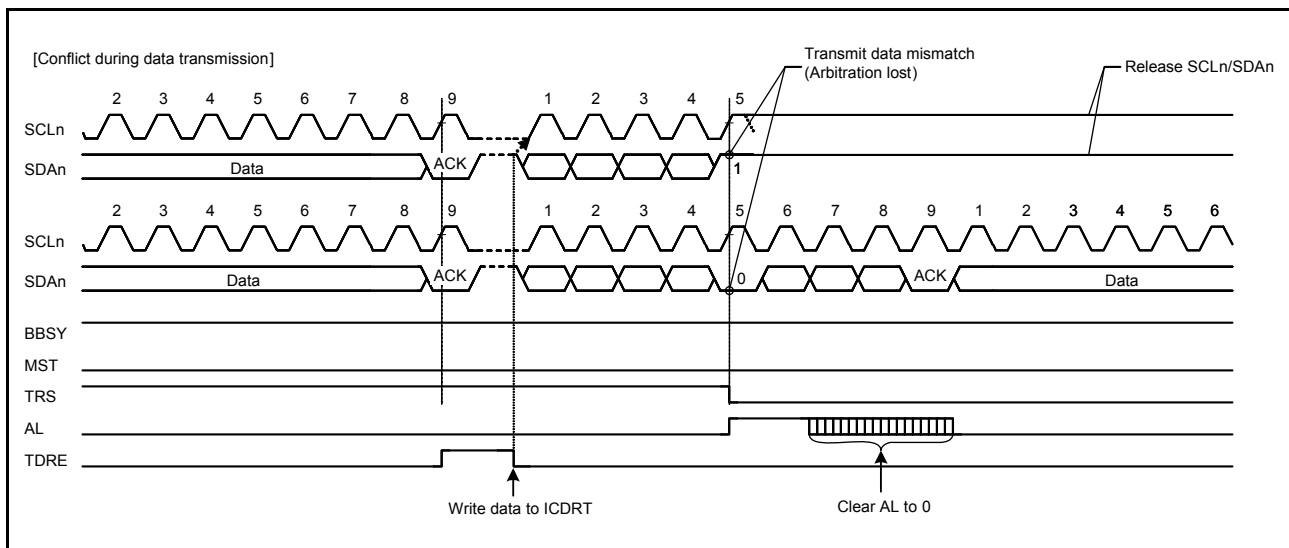 [Conflict during data transmission]
Transmit data mismatch
(Arbitration lost)
Release SCLn/SDAn
2 3 4 5 6 7 8 9 1 2 3 4 5
SCLn
SDAn Data ACK 1
2 3 4 5 6 7 8 9 1 2 3 4 5 6 7 8 9 1 2 3 4 5 6
SCLn
SDAn Data ACK 0 ACK Data
BBSY
MST
TRS
AL
TDRE
Write data to ICDRT Clear AL to 0